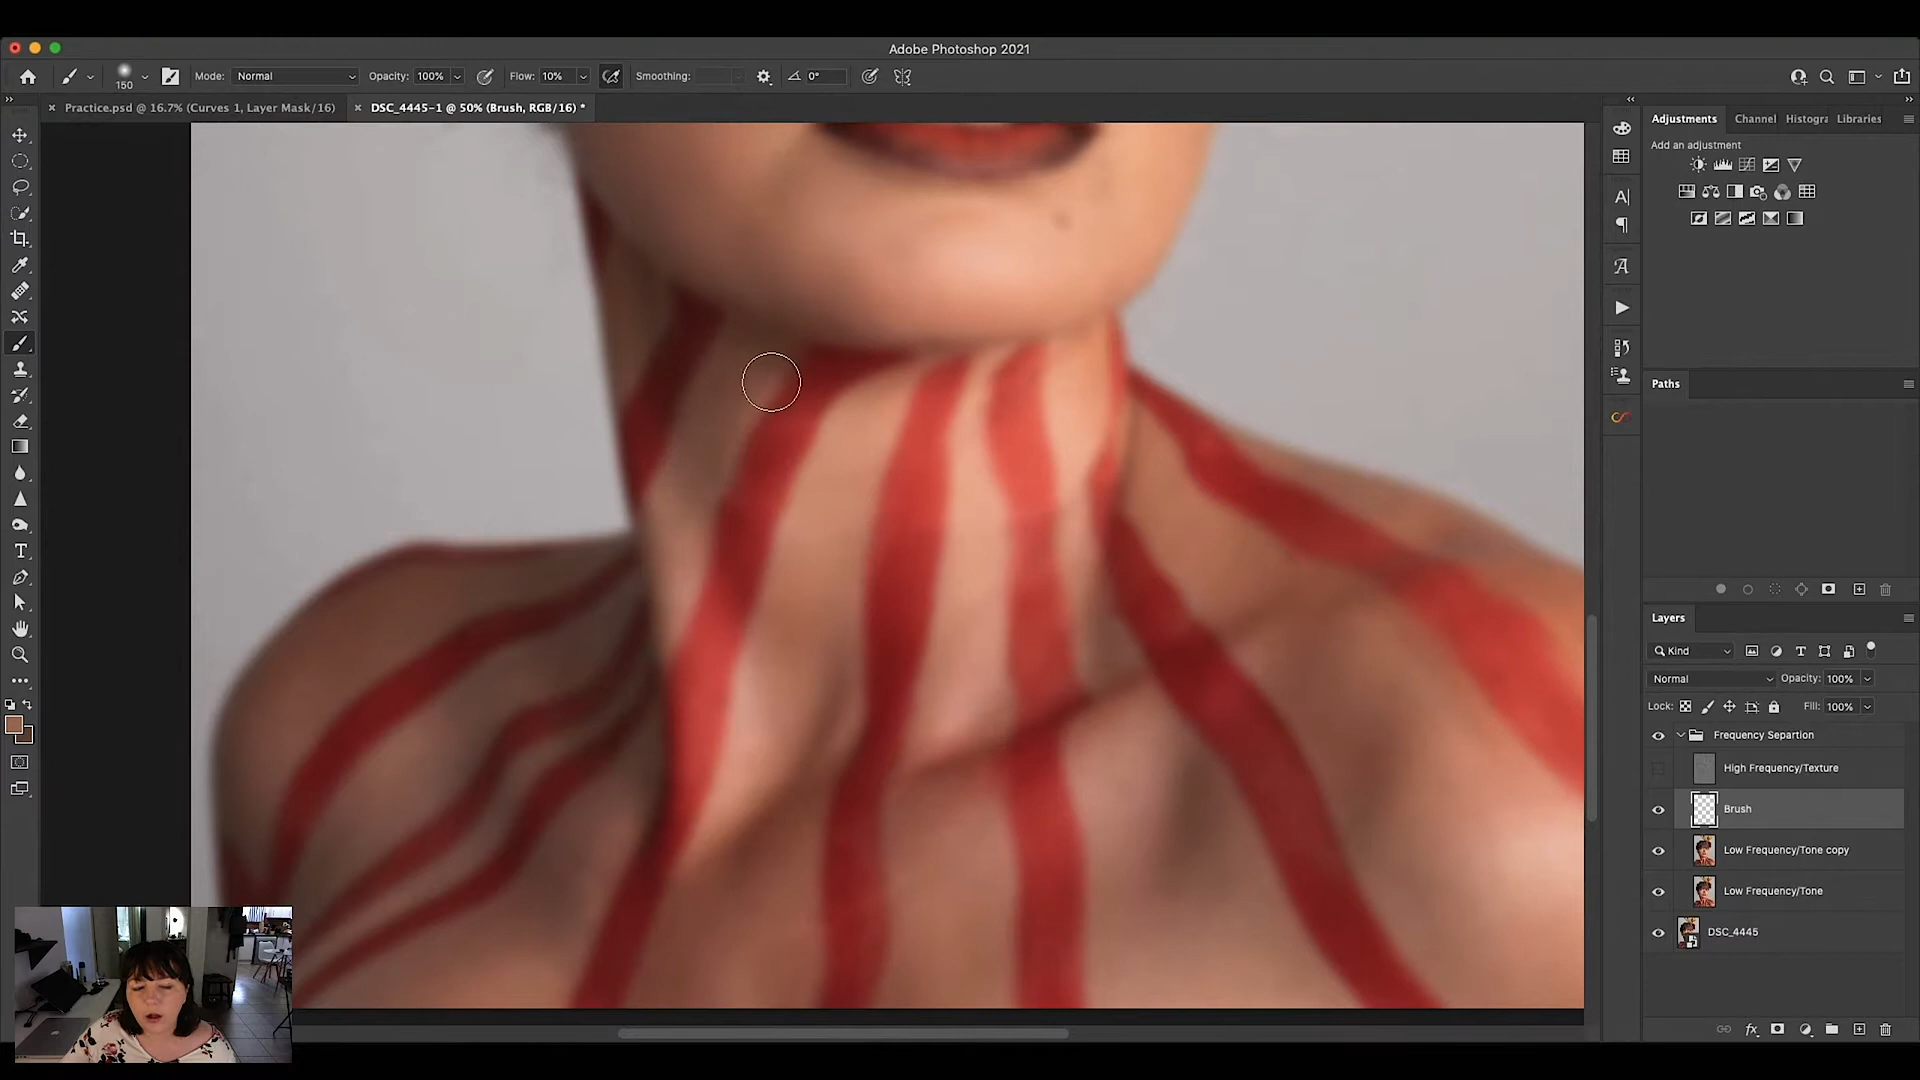 Adobe Photoshop 2021
150
Mode: Normal
Opacity: 100%
Flow: 10%
Smoothing:
0°
Practice.psd @ 16.7% (Curves 1, Layer Mask/16)
DSC_4445-1 @ 50% (Brush, RGB/16) *
Adjustments
Channel
Histogra
Libraries
Add an adjustment
Paths
Layers
Kind
Normal
Opacity: 100%
Lock:
Fill: 100%
Frequency Separtion
High Frequency/Texture
Brush
Low Frequency/Tone copy
Low Frequency/Tone
DSC_4445